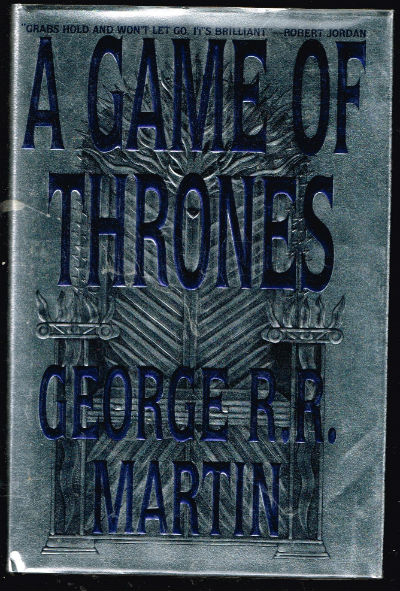 "GRABS HOLD AND WON'T LET GO. IT'S BRILLIANT." —ROBERT JORDAN
A GAME OF
THRONES
GEORGE R.R.
MARTIN